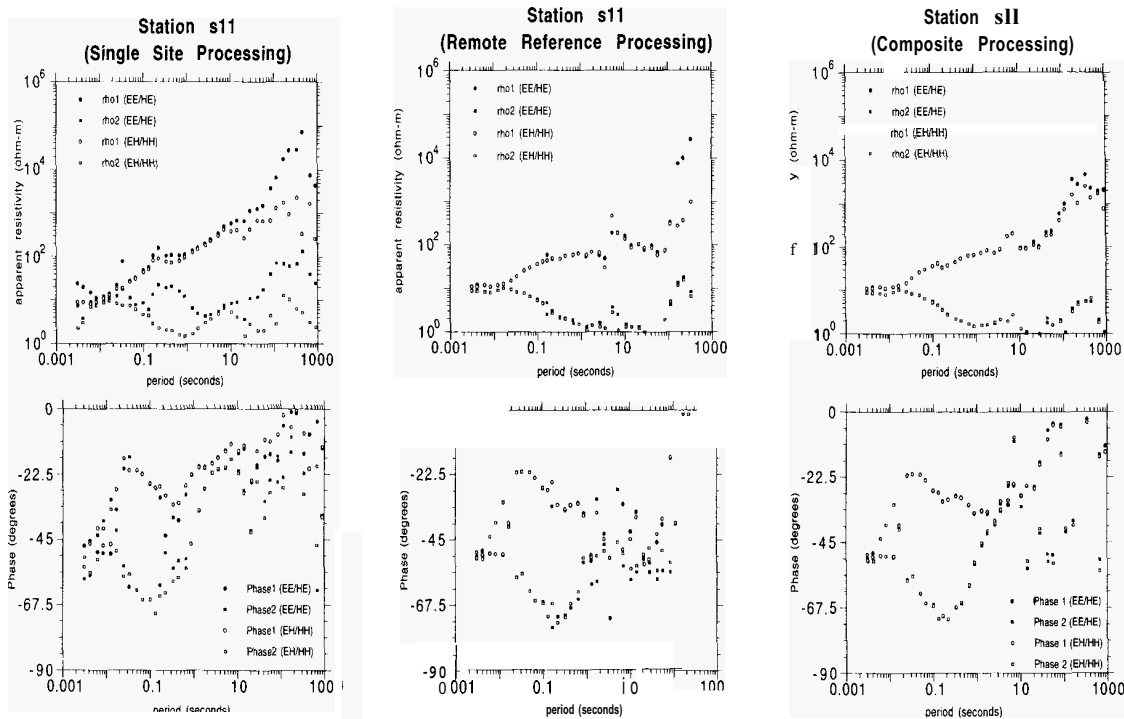 Station s11
(Single Site Processing)
10^6
10^4
10^2
10^0
apparent resistivity (ohm-m)
rho1 (EE/HE)
rho2 (EE/HE)
rho1 (EH/HH)
rho2 (EH/HH)
0.001
0.1
10
1000
period (seconds)
0
-22.5
-45
-67.5
-90
Phase (degrees)
Phase1 (EE/HE)
Phase2 (EE/HE)
Phase1 (EH/HH)
Phase2 (EH/HH)
0.001
0.1
10
100
period (seconds)
Station s11
(Remote Reference Processing)
10^6
10^4
10^2
10^0
apparent resistivity (ohm-m)
rho1 (EE/HE)
rho2 (EE/HE)
rho1 (EH/HH)
rho2 (EH/HH)
0.001
0.1
10
1000
period (seconds)
-22.5
-45
-67.5
-90
Phase (degrees)
0.001
0.1
1 0
100
period (seconds)
Station sll
(Composite Processing)
10^6
10^4
10^2
10^0
y (ohm-m)
f
rho1 (EE/HE)
rho2 (EE/HE)
rho1 (EH/HH)
rho2 (EH/HH)
0.001
0.1
10
1000
period (seconds)
0
-22.5
-45
-67.5
-90
Phase (degrees)
Phase 1 (EE/HE)
Phase 2 (EE/HE)
Phase 1 (EH/HH)
Phase 2 (EH/HH)
0.001
0.1
10
1000
period (seconds)